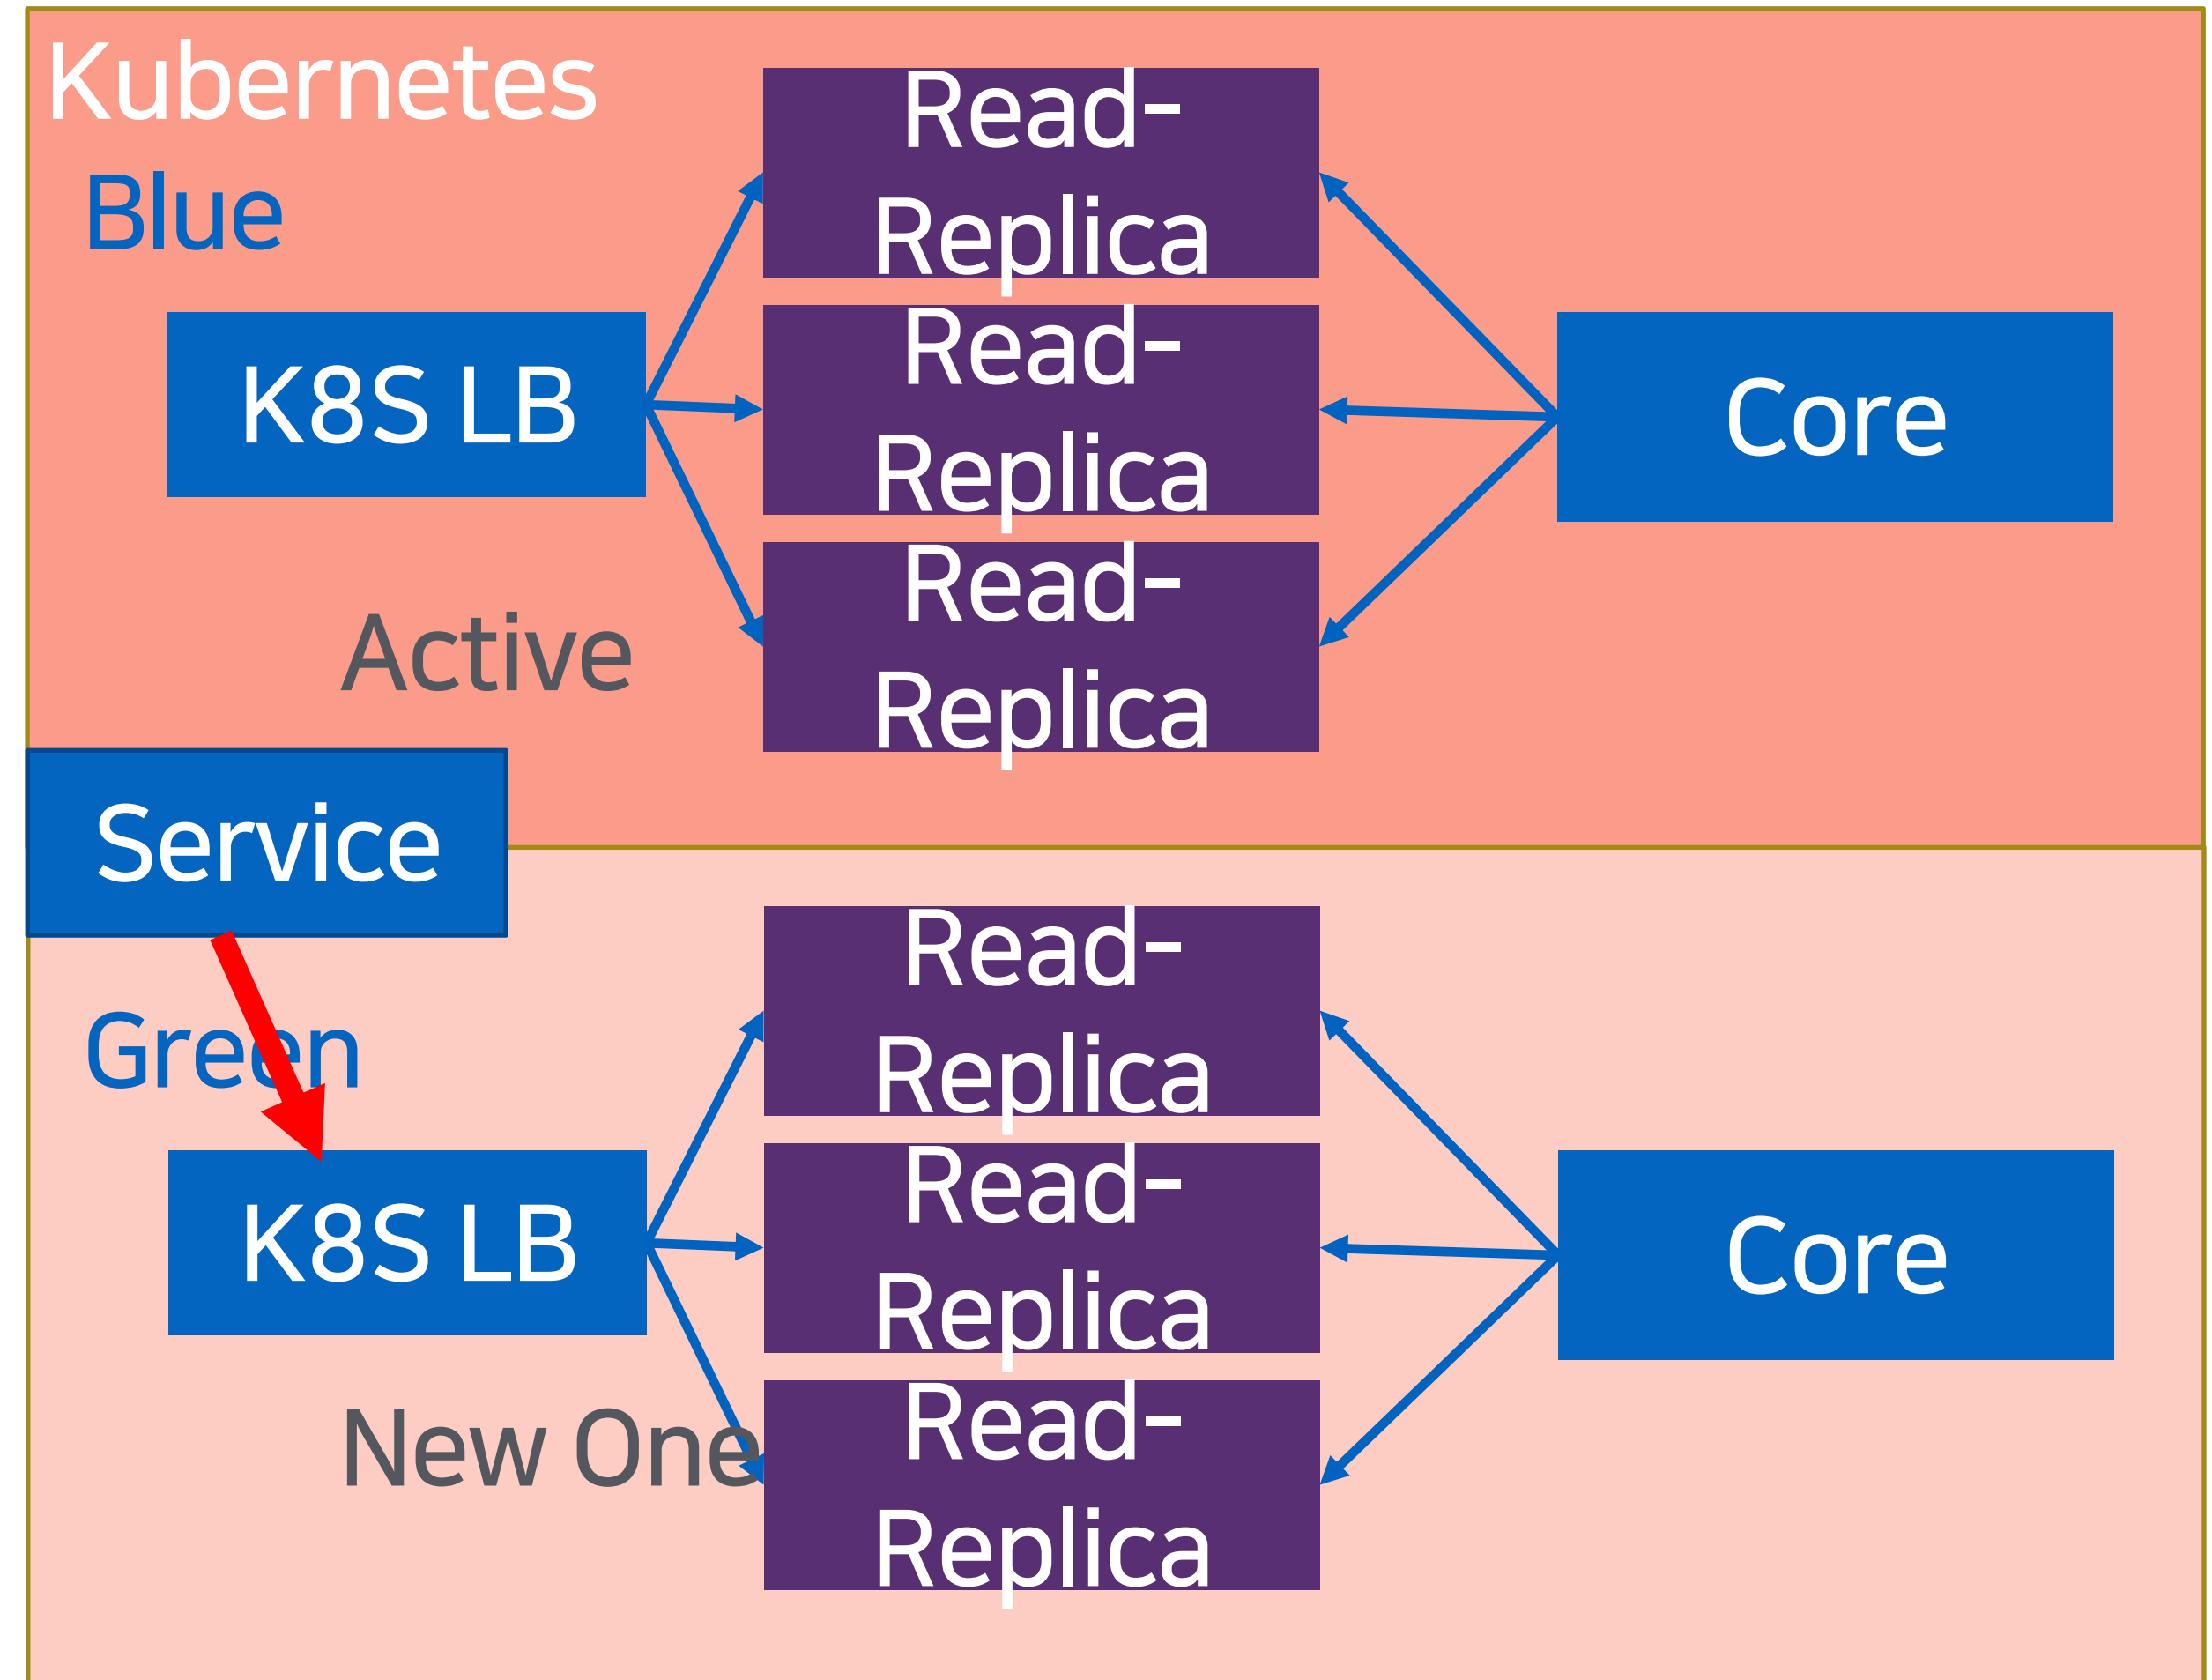 Kubernetes
Blue
Read-
Replica
K8S LB
Read-
Replica
Core
Active
Read-
Replica
Service
Green
Read-
Replica
K8S LB
Read-
Replica
Core
New One
Read-
Replica